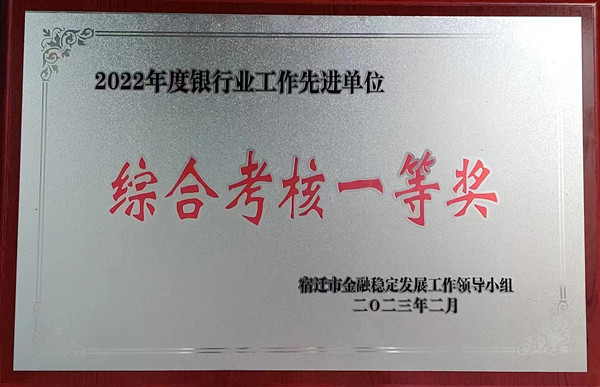 2022年度银行业工作先进单位
综合考核一等奖
宿迁市金融稳定发展工作领导小组
二〇二三年二月